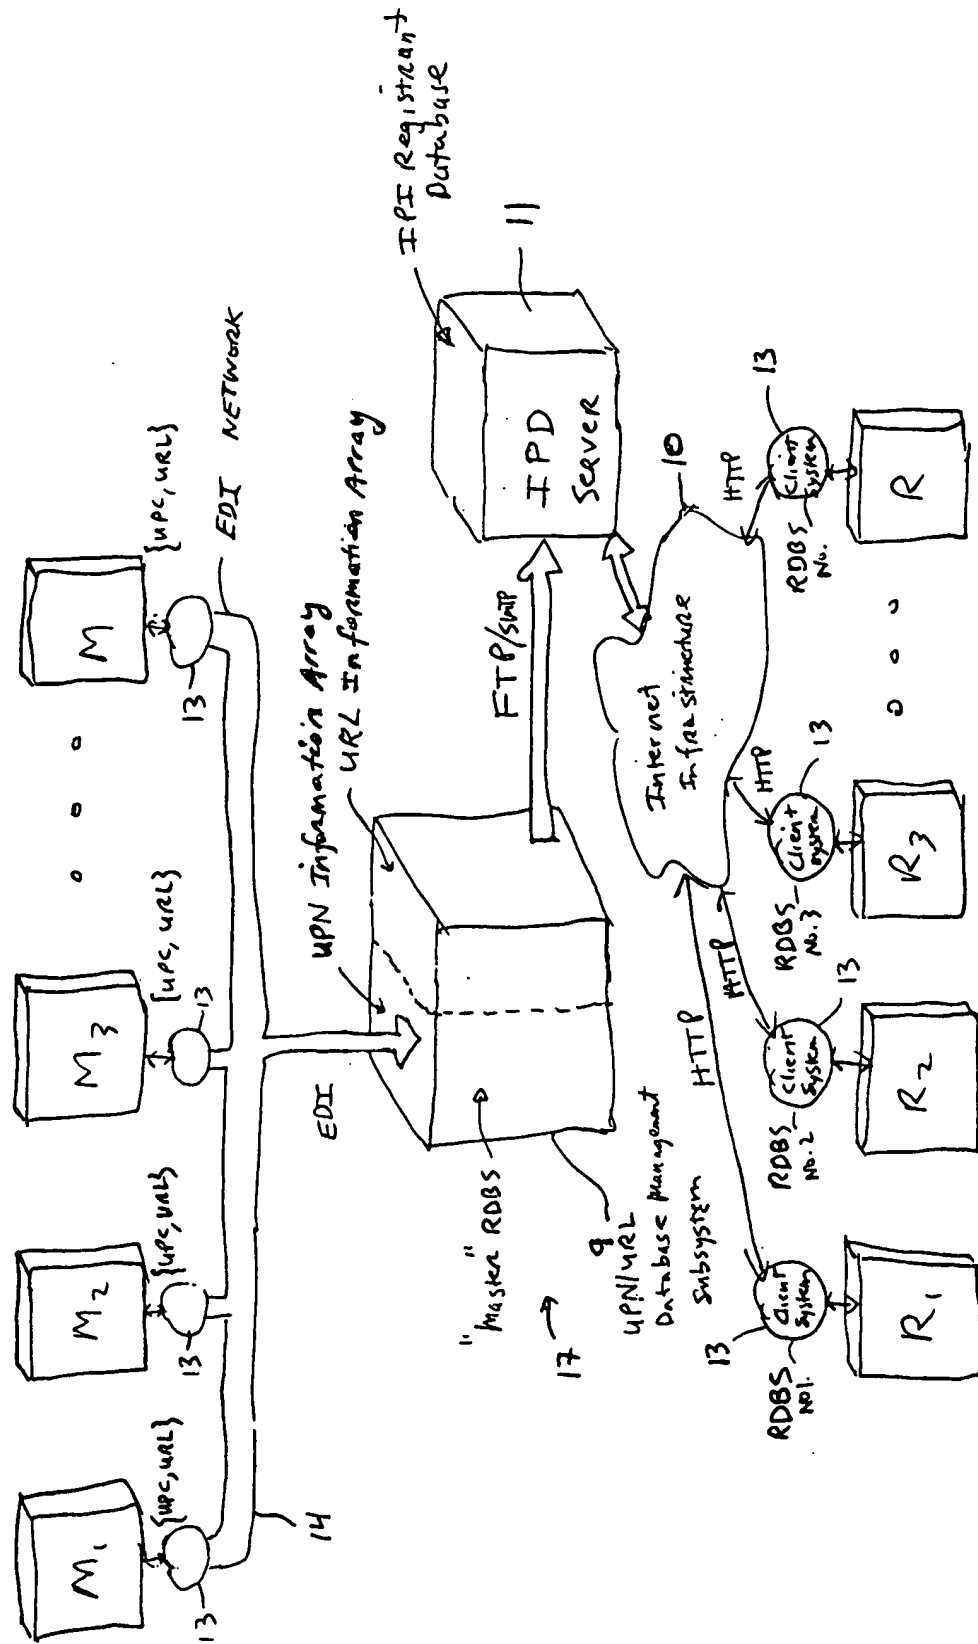 M₁
M₂
M₃
M
{UPC, URL}
{UPC, URL}
{UPC, URL}
{UPC, URL}
13
13
13
13
14
EDI NETWORK
EDI
UPN Information Array
URL Information Array
IPI Registrant
Database
"Master" RDBS
FTP/SMTP
IPD
Server
11
17
9
UPN/URL
Database Management
Subsystem
Internet
Infrastructure
10
HTTP
HTTP
HTTP
HTTP
13
Client
System
RDBS
No1.
R₁
13
Client
System
RDBS
No.2
R₂
13
Client
System
RDBS
No.3
R₃
13
Client
System
RDBS
No.
R